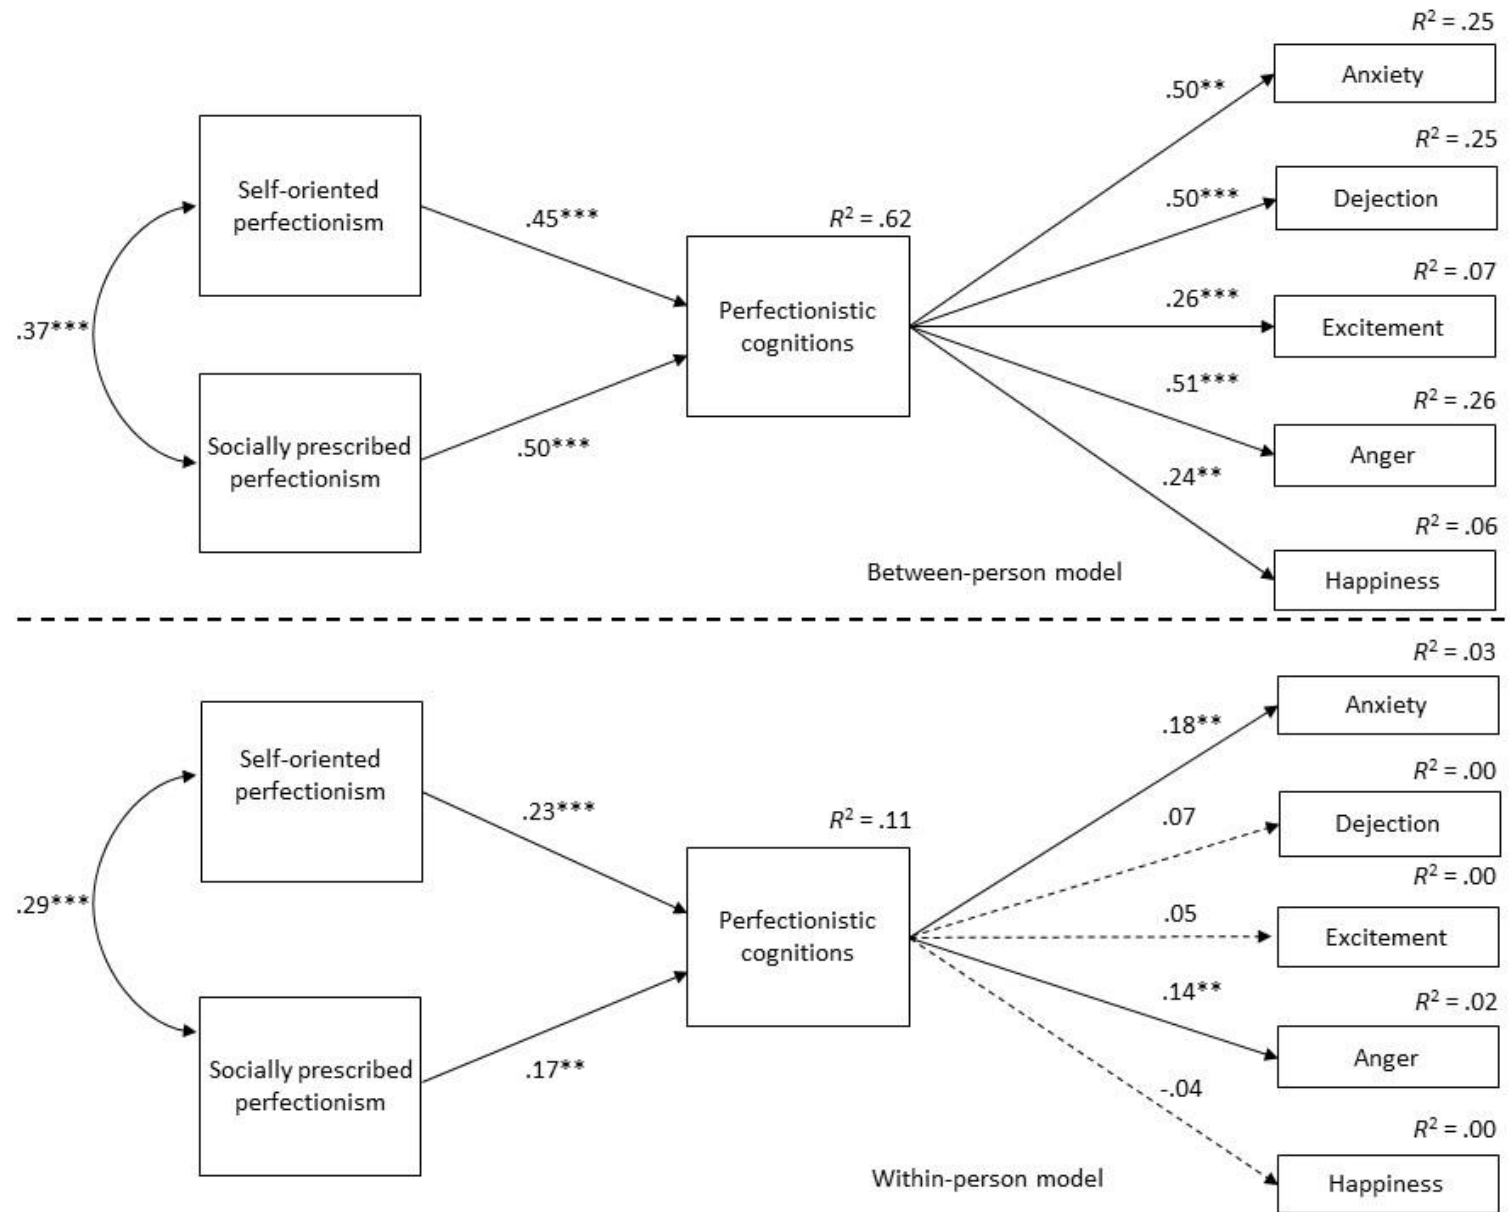 R² = .25
Anxiety
.50**
R² = .25
Self-oriented
perfectionism
Dejection
.50***
.45***
R² = .62
R² = .07
.26***
Perfectionistic
cognitions
Excitement
.37***
.51***
R² = .26
Socially prescribed
perfectionism
.50***
Anger
.24**
R² = .06
Between-person model
Happiness
R² = .03
Anxiety
.18**
Self-oriented
perfectionism
R² = .00
.23***
R² = .11
.07
Dejection
R² = .00
.29***
Perfectionistic
cognitions
.05
Excitement
.14**
R² = .02
Socially prescribed
perfectionism
.17**
Anger
-.04
R² = .00
Within-person model
Happiness